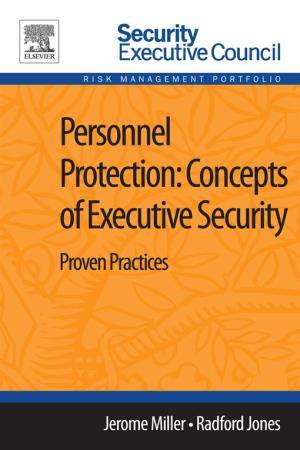 ELSEVIER
Security
Executive Council
RISK MANAGEMENT PORTFOLIO
Personnel
Protection: Concepts
of Executive Security
Proven Practices
Jerome Miller • Radford Jones